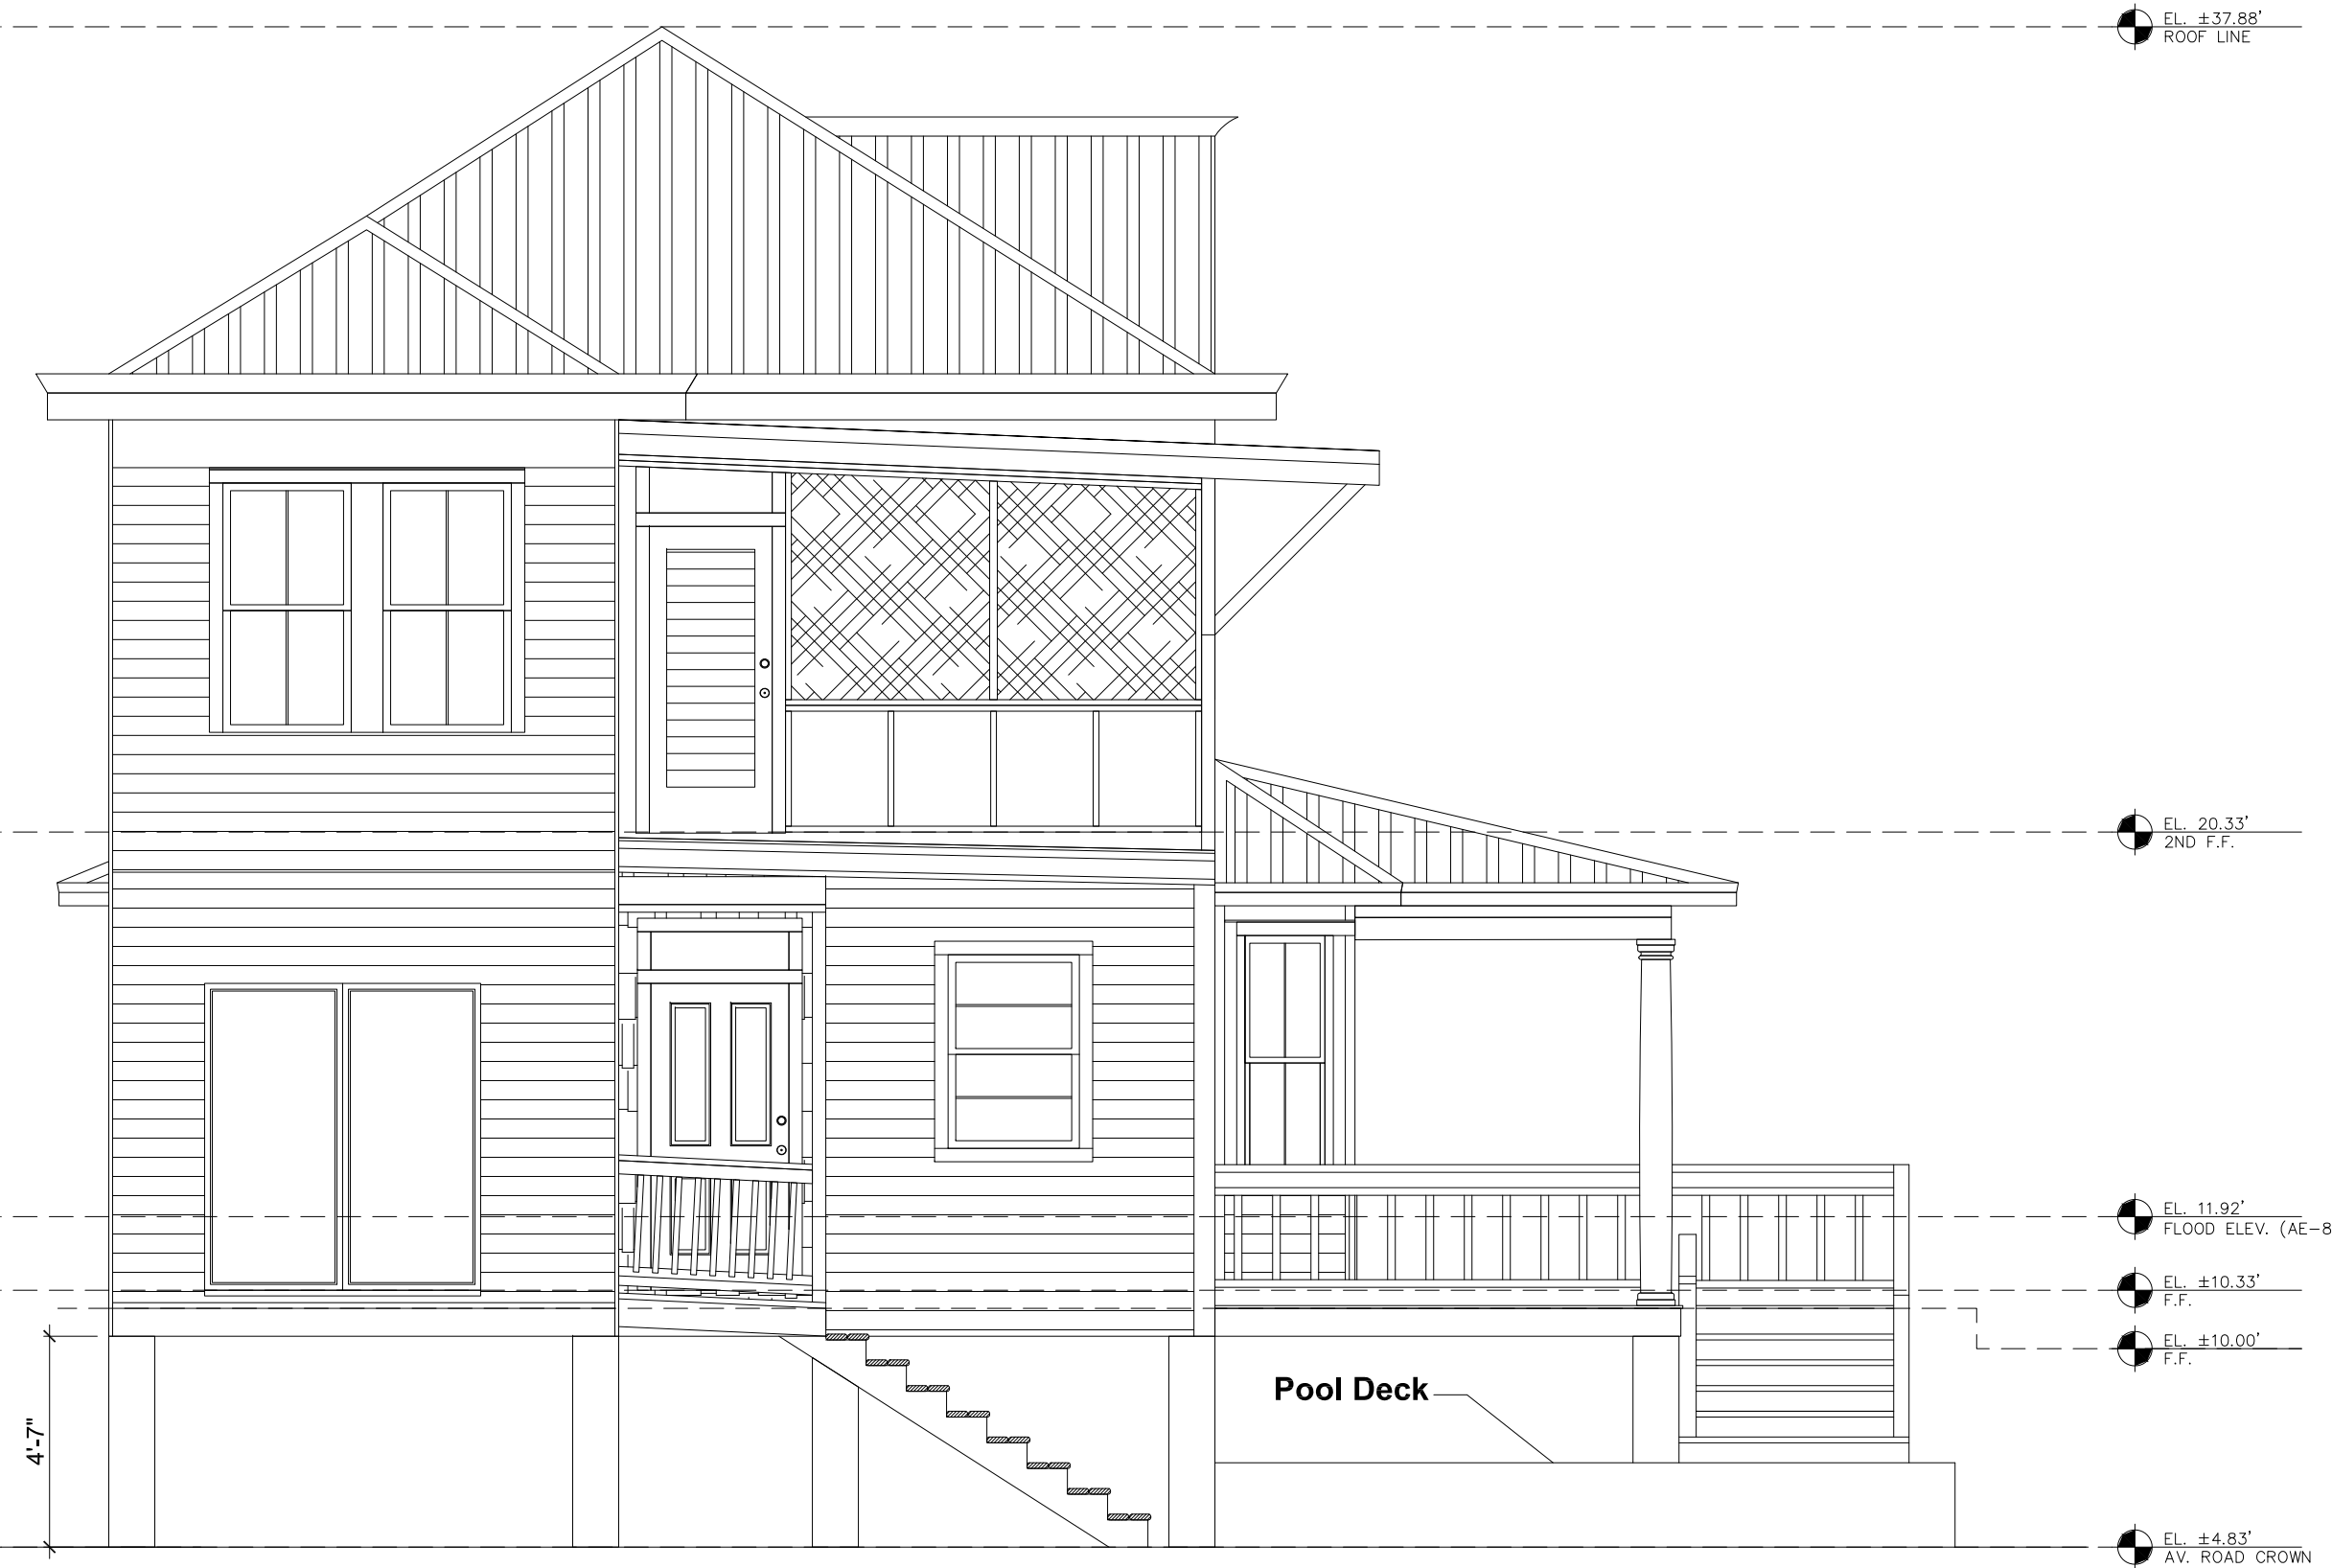 EL. ±37.88'
ROOF LINE
EL. 20.33'
2ND F.F.
EL. 11.92'
FLOOD ELEV. (AE-8
EL. ±10.33'
F.F.
EL. ±10.00'
F.F.
Pool Deck
4'-7"
EL. ±4.83'
AV. ROAD CROWN